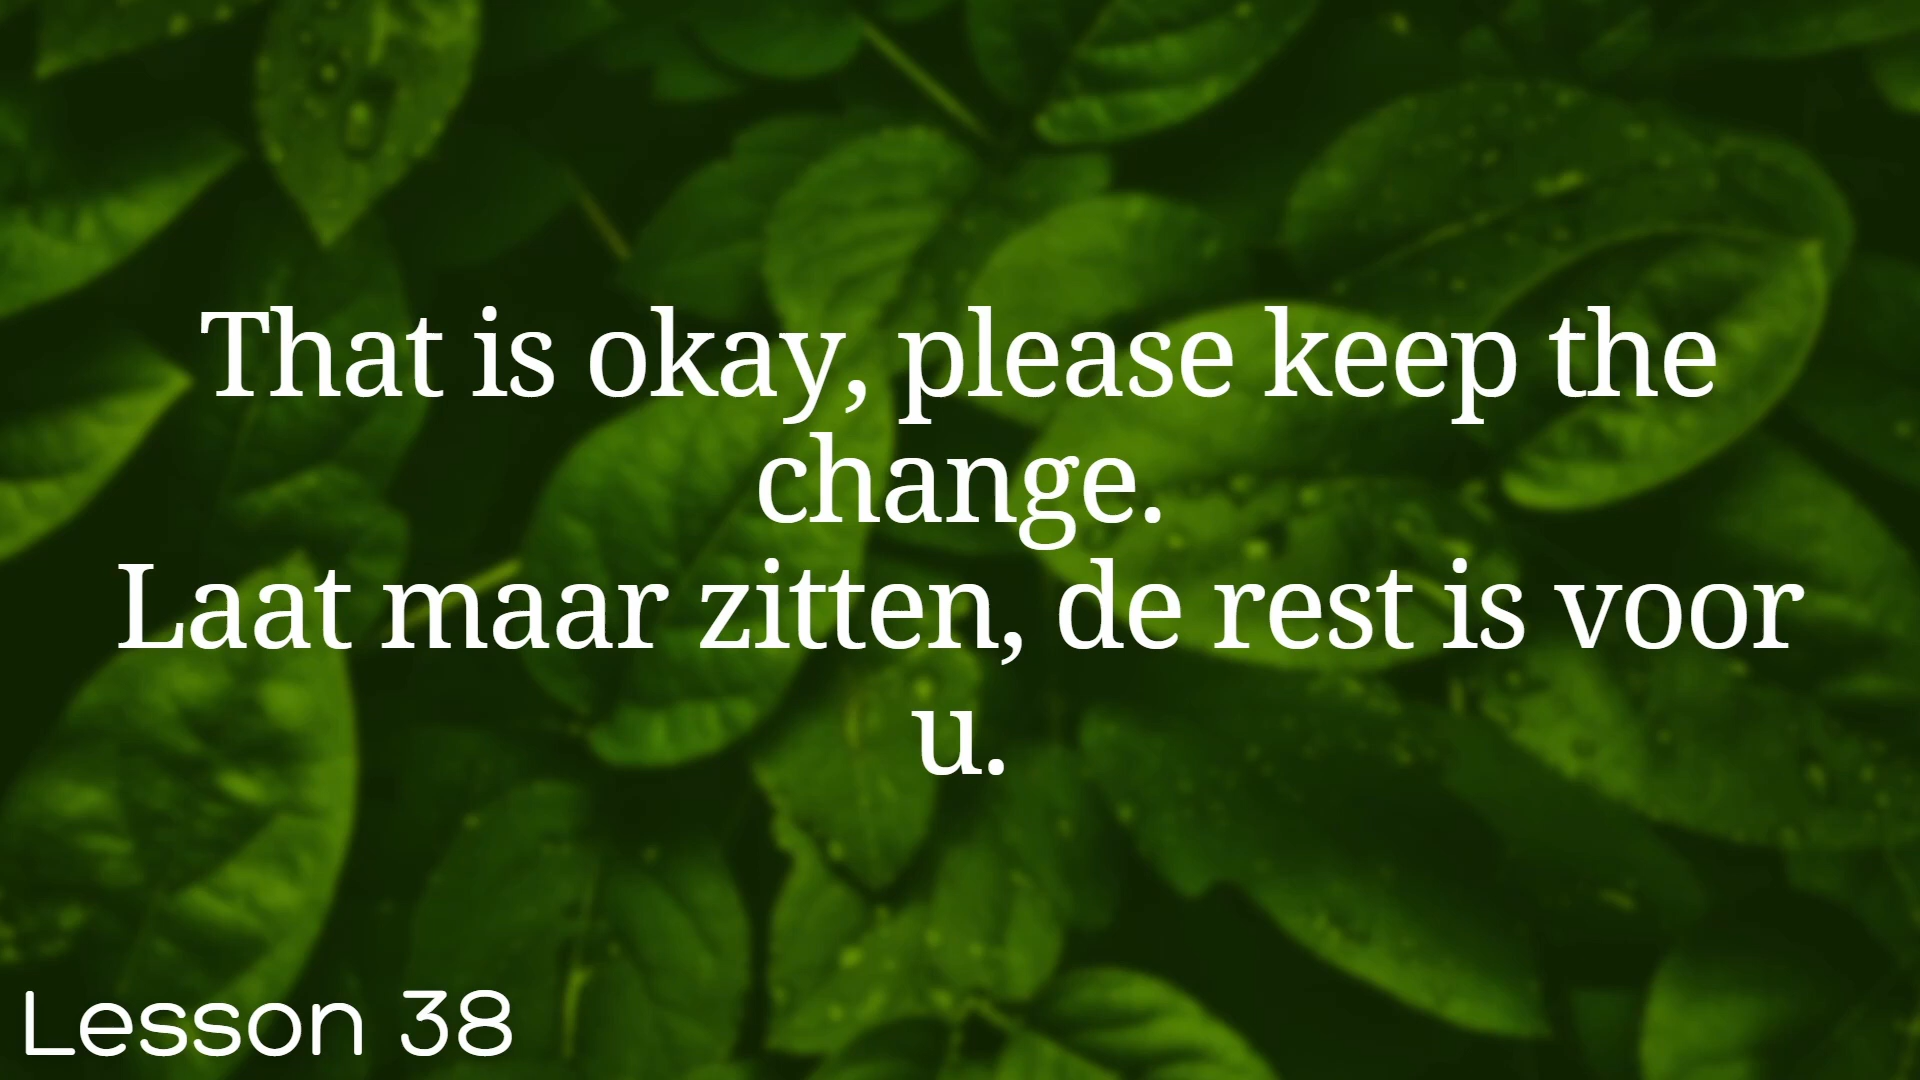 That is okay, please keep the
change.
Laat maar zitten, de rest is voor
u.
Lesson 38